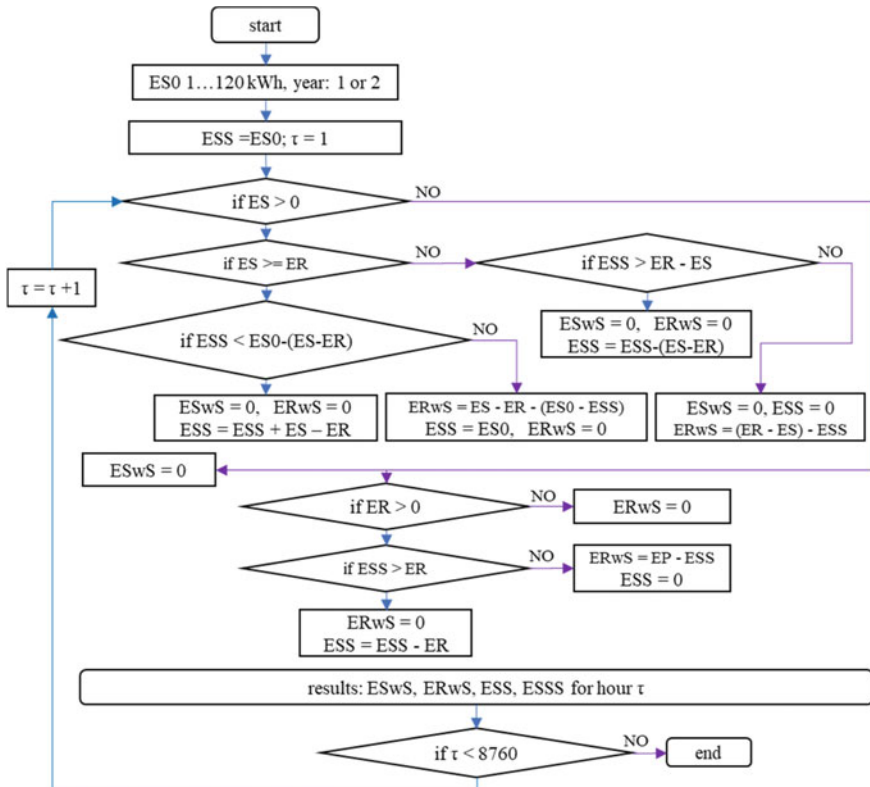 start
ES0 1…120 kWh, year: 1 or 2
ESS =ES0; τ = 1
if ES > 0
NO
if ES >= ER
NO
if ESS > ER - ES
NO
τ = τ +1
if ESS < ES0-(ES-ER)
NO
ESwS = 0, ERwS = 0
ESS = ESS-(ES-ER)
ESwS = 0, ERwS = 0
ESS = ESS + ES – ER
ERwS = ES - ER - (ES0 - ESS)
ESS = ES0, ERwS = 0
ESwS = 0, ESS = 0
ERwS = (ER - ES) - ESS
ESwS = 0
if ER > 0
NO
ERwS = 0
if ESS > ER
NO
ERwS = EP - ESS
ESS = 0
ERwS = 0
ESS = ESS - ER
results: ESwS, ERwS, ESS, ESSS for hour τ
if τ < 8760
NO
end